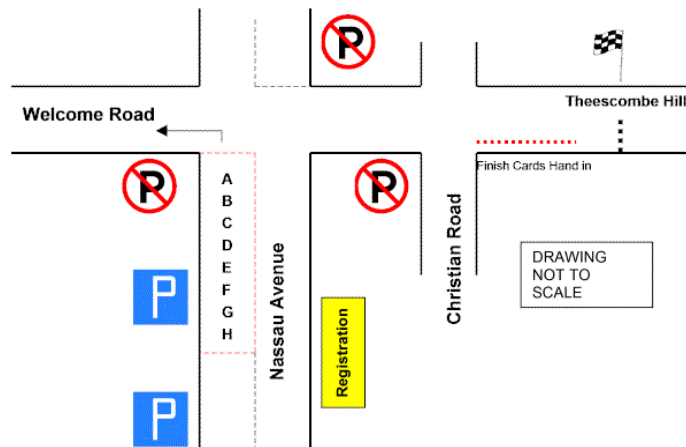 P
Theescombe Hill
Welcome Road
Finish Cards Hand in
P
P
A
B
C
D
E
F
G
H
Nassau Avenue
Christian Road
DRAWING
NOT TO
SCALE
P
Registration
P